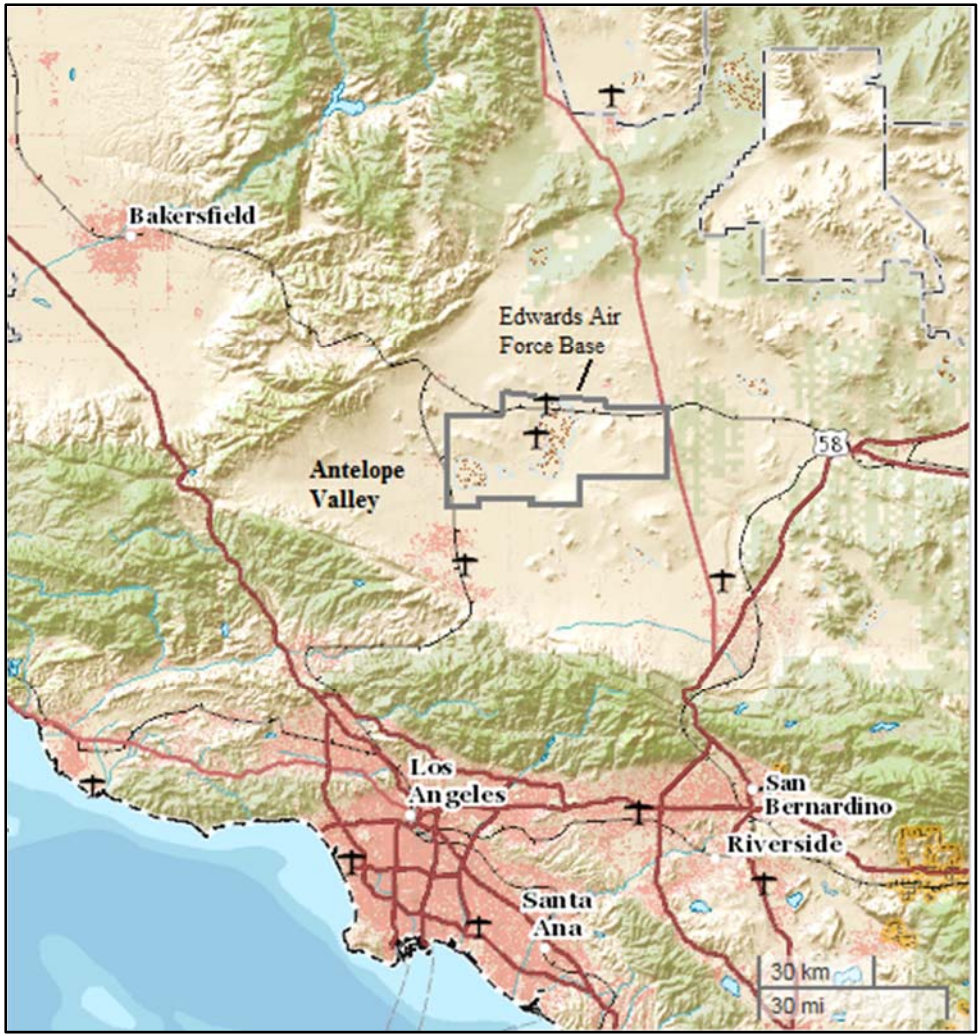 Bakersfield
Edwards Air
Force Base
58
Antelope
Valley
Los
Angeles
San
Bernardino
Riverside
Santa
Ana
30 km
30 mi